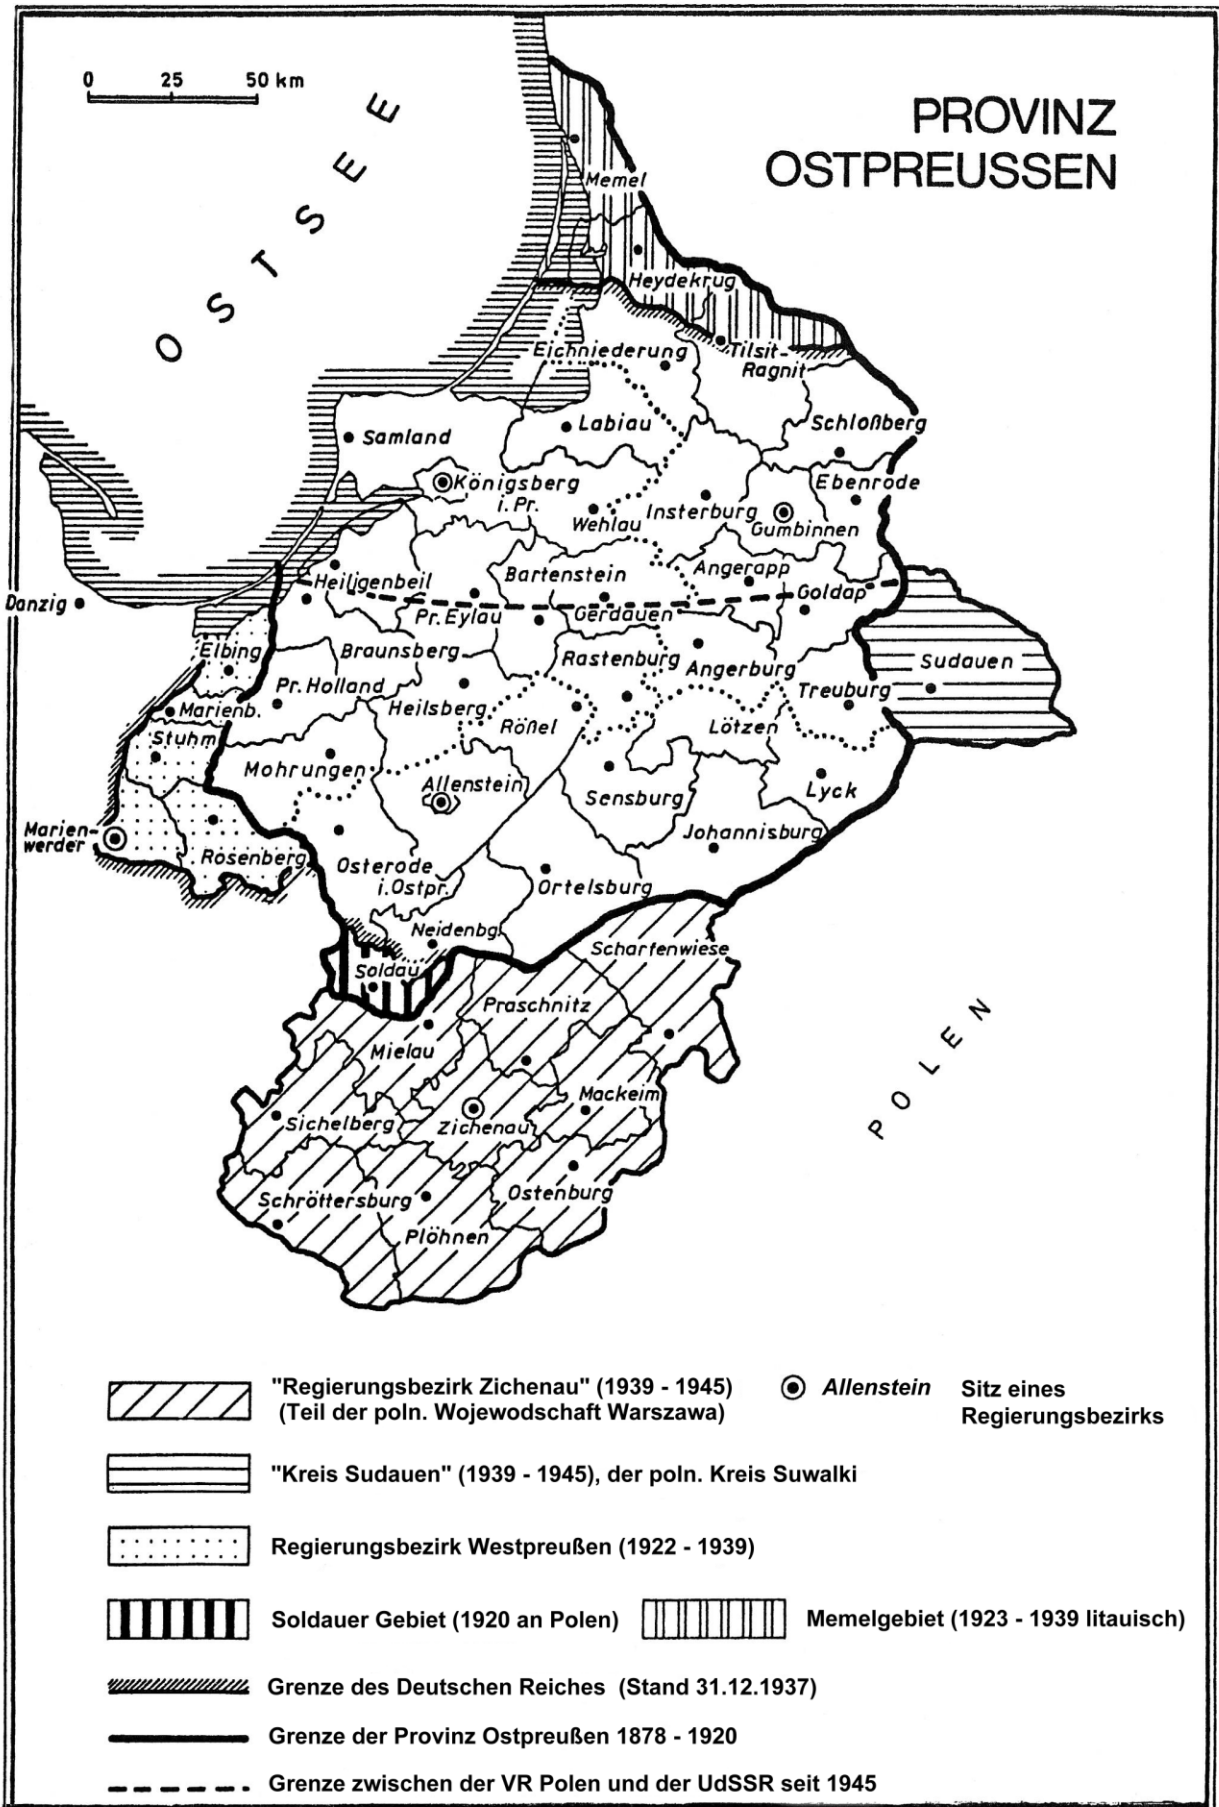 0 25 50 km
PROVINZ
OSTPREUSSEN
OSTSEE
Memel
Heydekrug
Eichniederung
Tilsit-
Ragnit
Labiau
Schloßberg
Samland
Königsberg
i. Pr.
Ebenrode
Wehlau
Insterburg
Gumbinnen
Heiligenbeil
Bartenstein
Angerapp
Goldap
Danzig
Pr. Eylau
Gerdauen
Elbing
Braunsberg
Rastenburg
Angerburg
Sudauen
Pr. Holland
Treuburg
Marienb.
Heilsberg
Rößel
Lötzen
Stuhm
Mohrungen
Allenstein
Sensburg
Lyck
Marien-
werder
Rosenberg
Johannisburg
Osterode
i. Ostpr.
Ortelsburg
Neidenbg.
Scharfenwiese
Soldau
Praschnitz
POLEN
Mielau
Mackeim
Sichelberg
Zichenau
Schröttersburg
Ostenburg
Plöhnen
"Regierungsbezirk Zichenau" (1939 - 1945)
(Teil der poln. Wojewodschaft Warszawa)
Allenstein Sitz eines
Regierungsbezirks
"Kreis Sudauen" (1939 - 1945), der poln. Kreis Suwalki
Regierungsbezirk Westpreußen (1922 - 1939)
Soldauer Gebiet (1920 an Polen)
Memelgebiet (1923 - 1939 litauisch)
Grenze des Deutschen Reiches (Stand 31.12.1937)
Grenze der Provinz Ostpreußen 1878 - 1920
Grenze zwischen der VR Polen und der UdSSR seit 1945